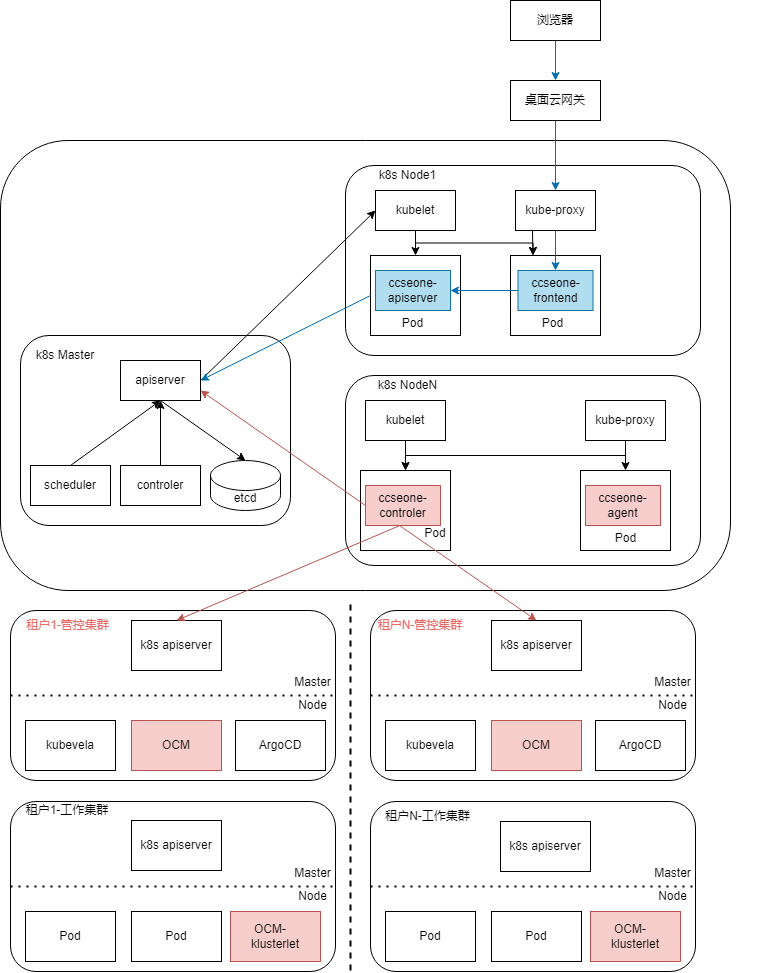 浏览器
桌面云网关
k8s Node1
kubelet
kube-proxy
ccseone-
apiserver
Pod
ccseone-
frontend
Pod
k8s Master
apiserver
scheduler
controler
etcd
k8s NodeN
kubelet
kube-proxy
ccseone-
controler
Pod
ccseone-
agent
Pod
租户1-管控集群
k8s apiserver
Master
Node
kubevela
OCM
ArgoCD
租户N-管控集群
k8s apiserver
Master
Node
kubevela
OCM
ArgoCD
租户1-工作集群
k8s apiserver
Master
Node
Pod
Pod
OCM-
klusterlet
租户N-工作集群
k8s apiserver
Master
Node
Pod
Pod
OCM-
klusterlet